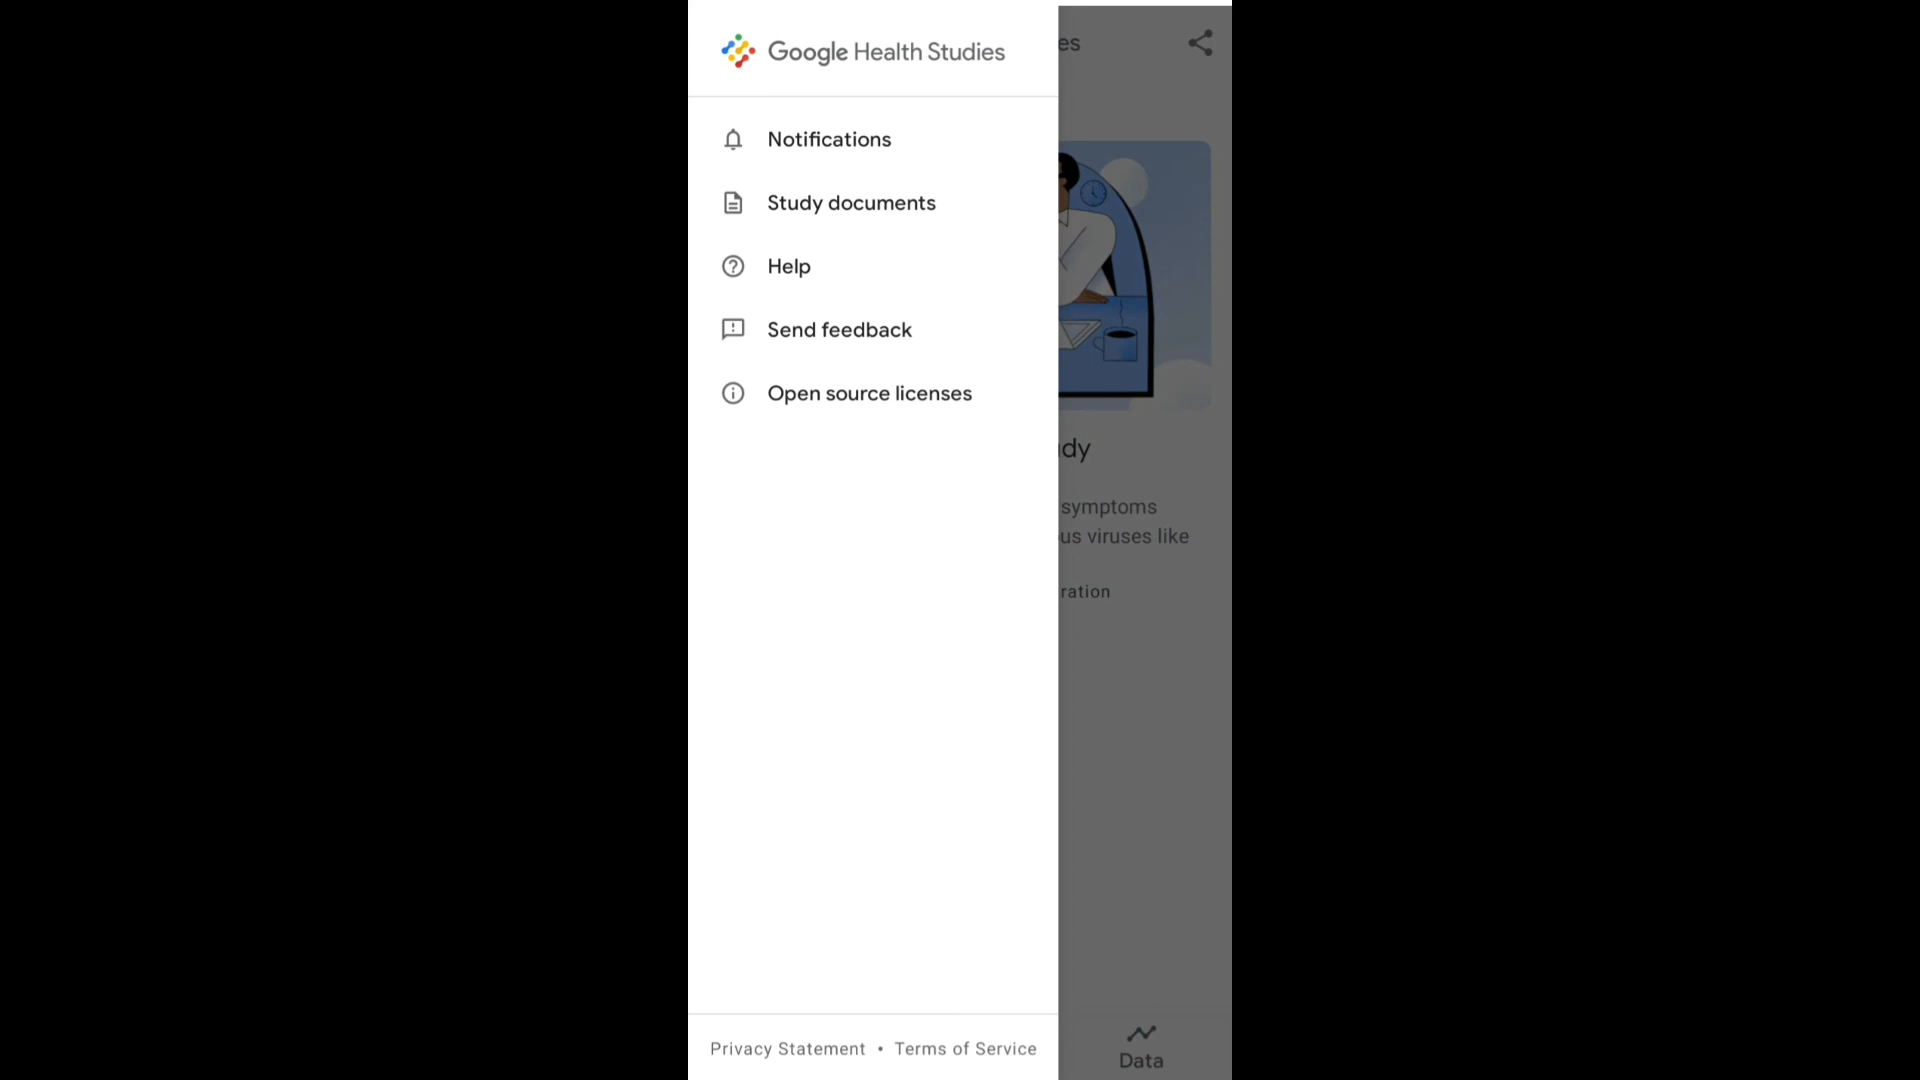 Google Health Studies
Notifications
Study documents
Help
Send feedback
Open source licenses
Privacy Statement • Terms of Service
es
dy
symptoms
us viruses like
ration
Data